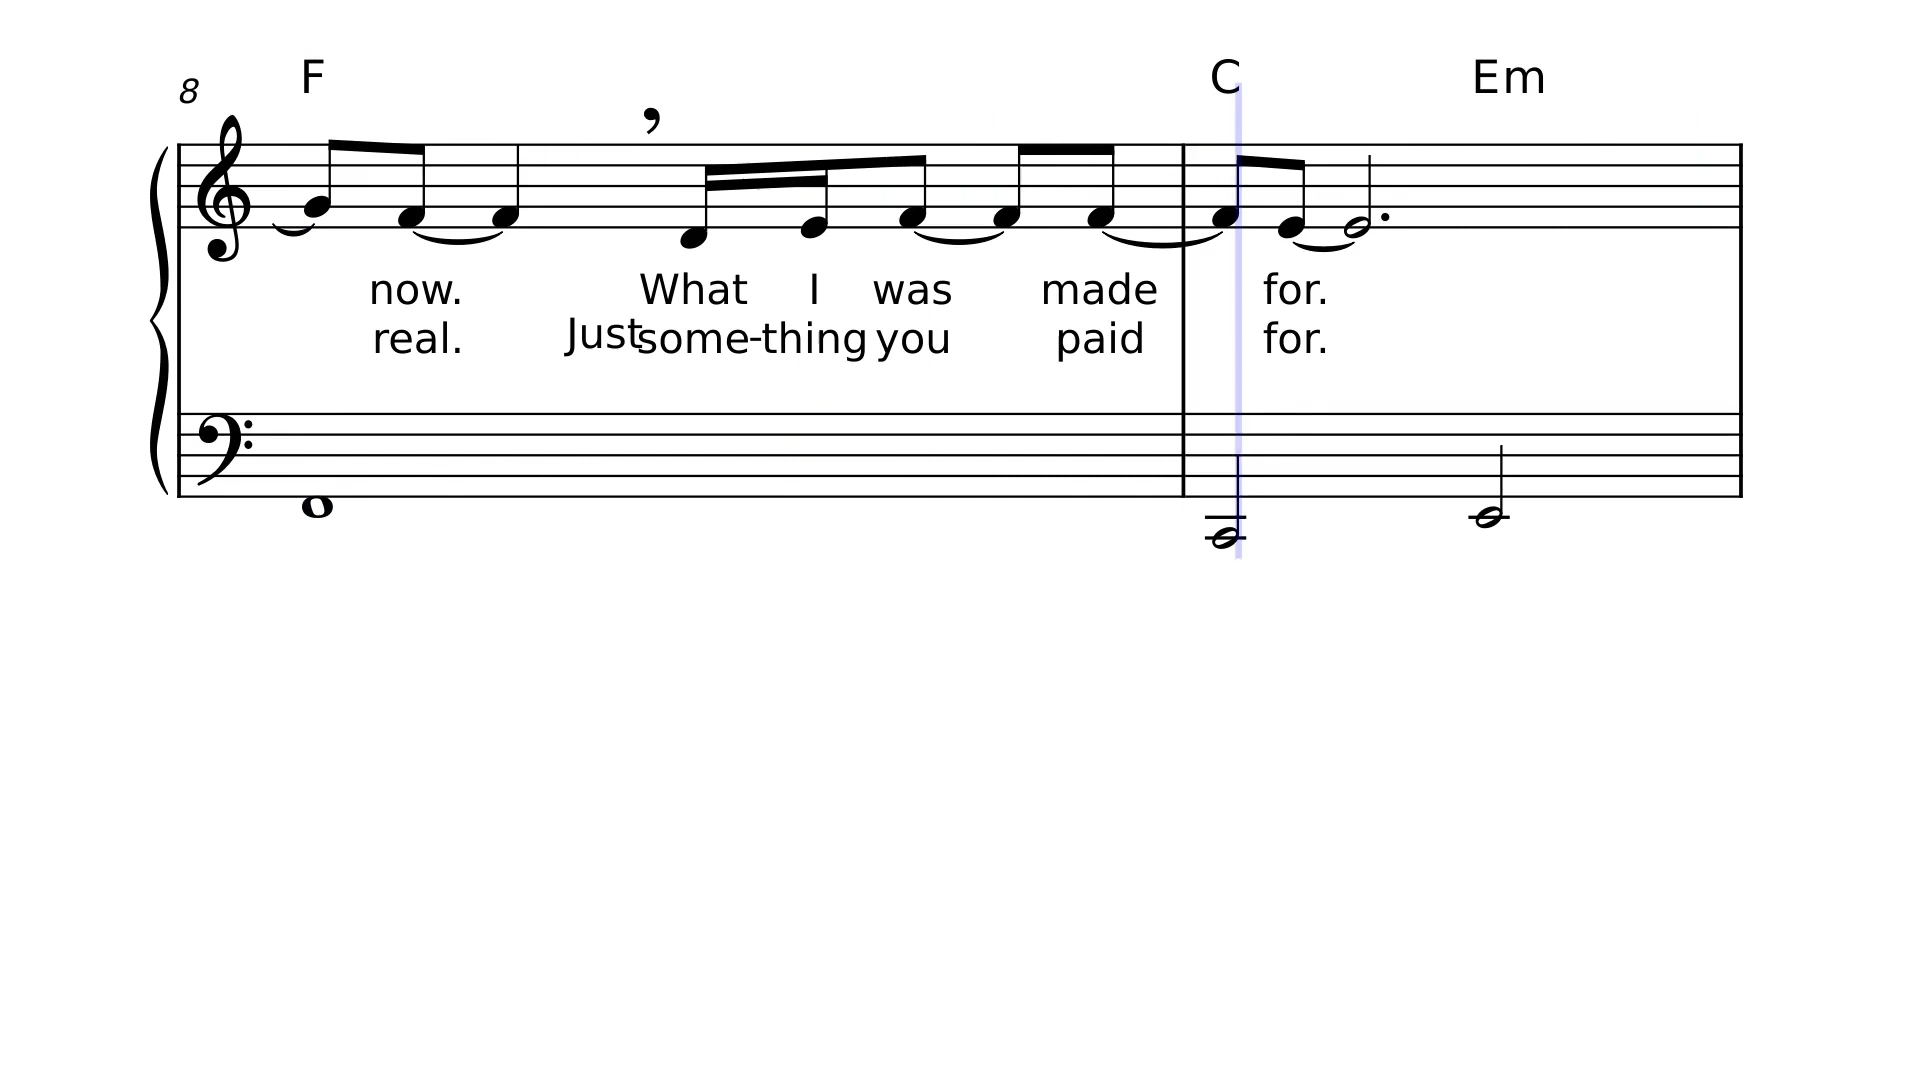 8 F C Em
now. What I was made for.
real. Just some-thing you paid for.